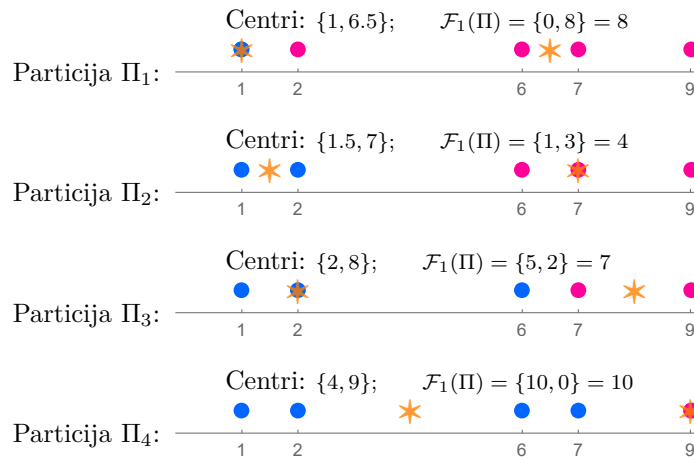 Centri: {1, 6.5}; F₁(Π) = {0, 8} = 8
Particija Π₁:
1 2 6 7 9
Centri: {1.5, 7}; F₁(Π) = {1, 3} = 4
Particija Π₂:
1 2 6 7 9
Centri: {2, 8}; F₁(Π) = {5, 2} = 7
Particija Π₃:
1 2 6 7 9
Centri: {4, 9}; F₁(Π) = {10, 0} = 10
Particija Π₄:
1 2 6 7 9